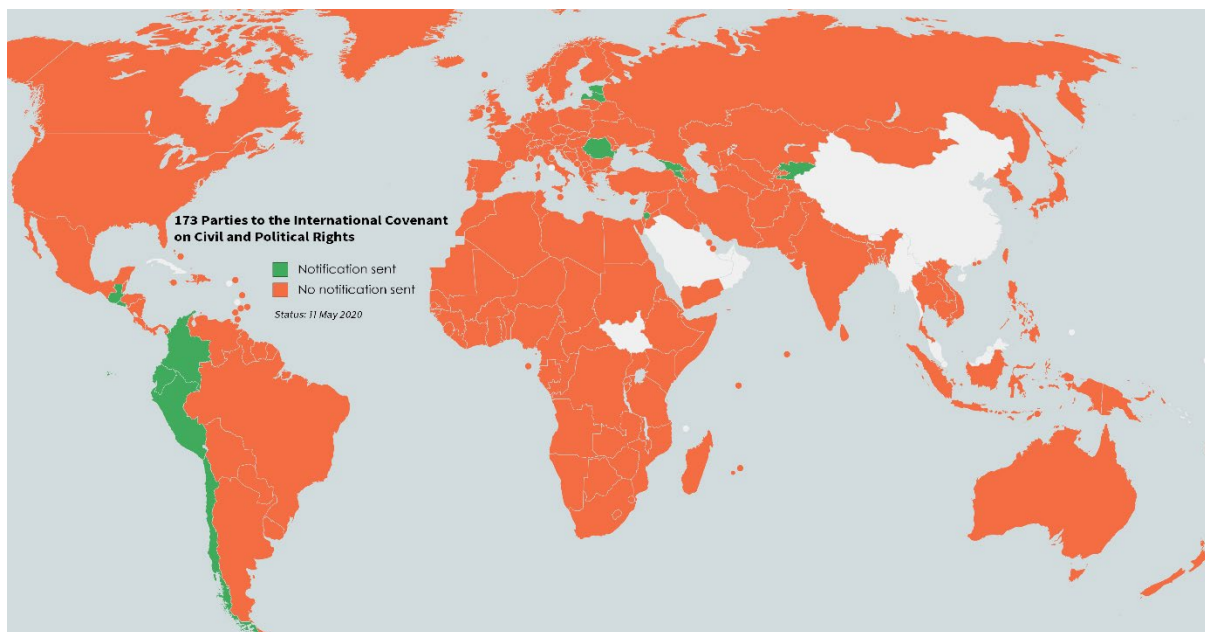 173 Parties to the International Covenant
on Civil and Political Rights
Notification sent
No notification sent
Status: 11 May 2020